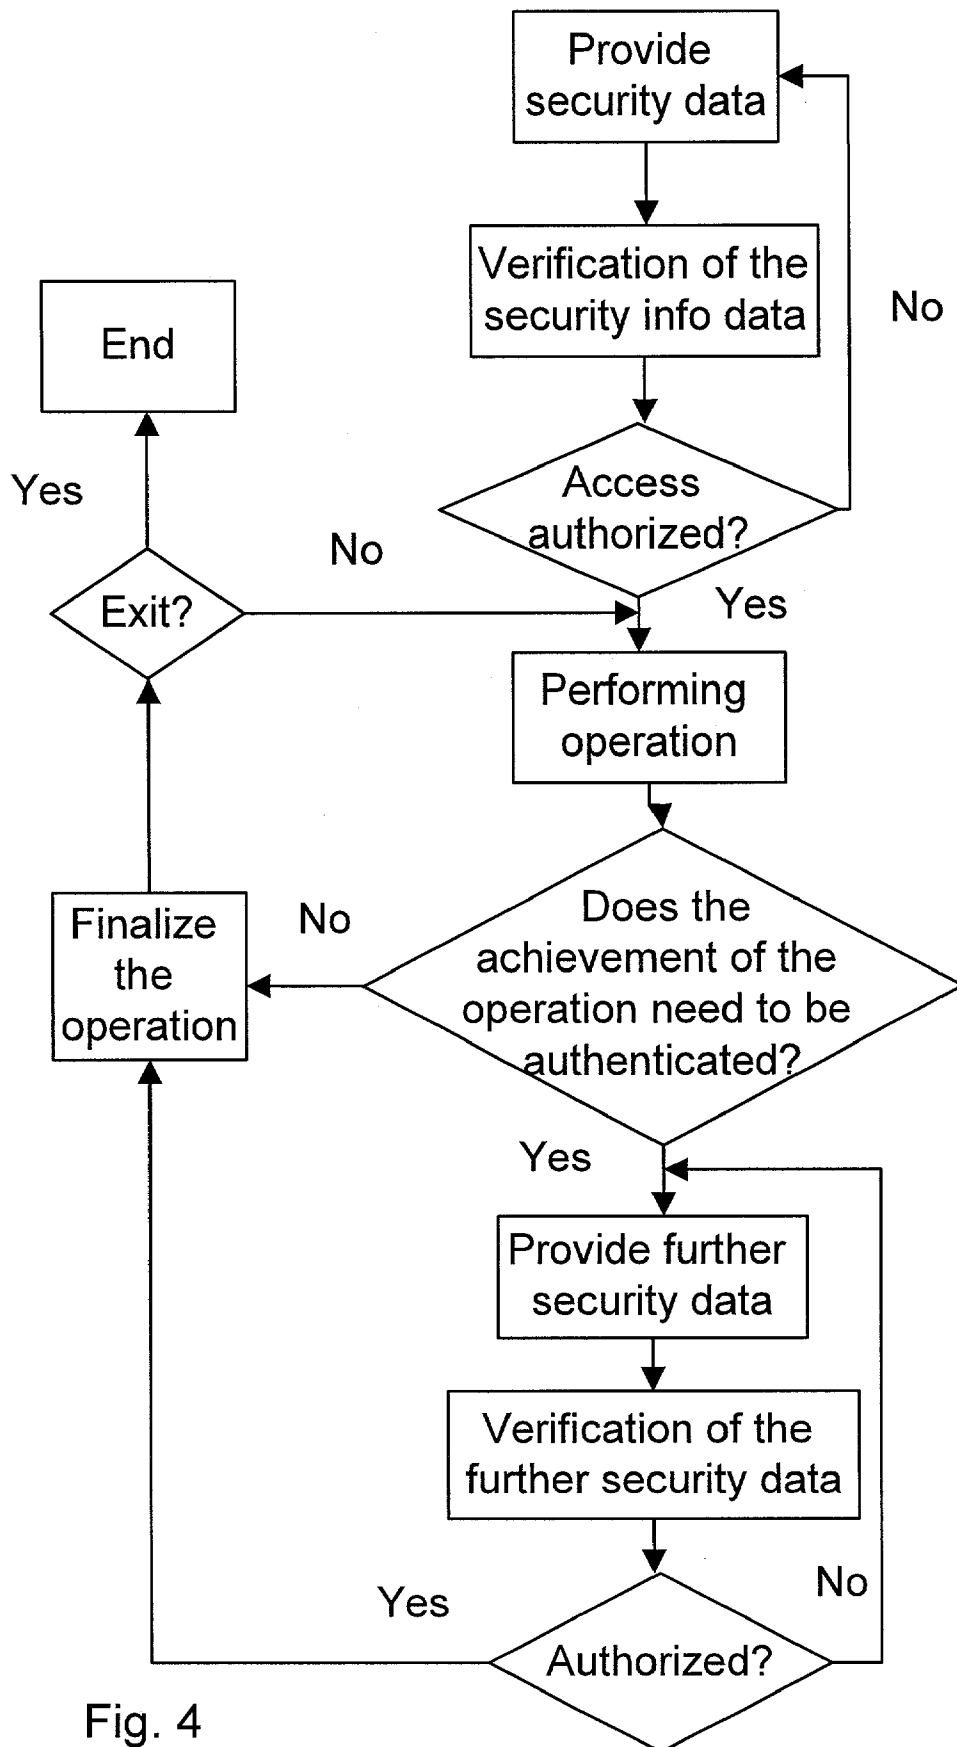 Provide
security data
Verification of the
security info data
No
End
Access
authorized?
Yes
No
Exit?
Yes
Performing
operation
Does the
achievement of the
operation need to be
authenticated?
No
Finalize
the
operation
Yes
Provide further
security data
Verification of the
further security data
No
Yes
Authorized?
Fig. 4